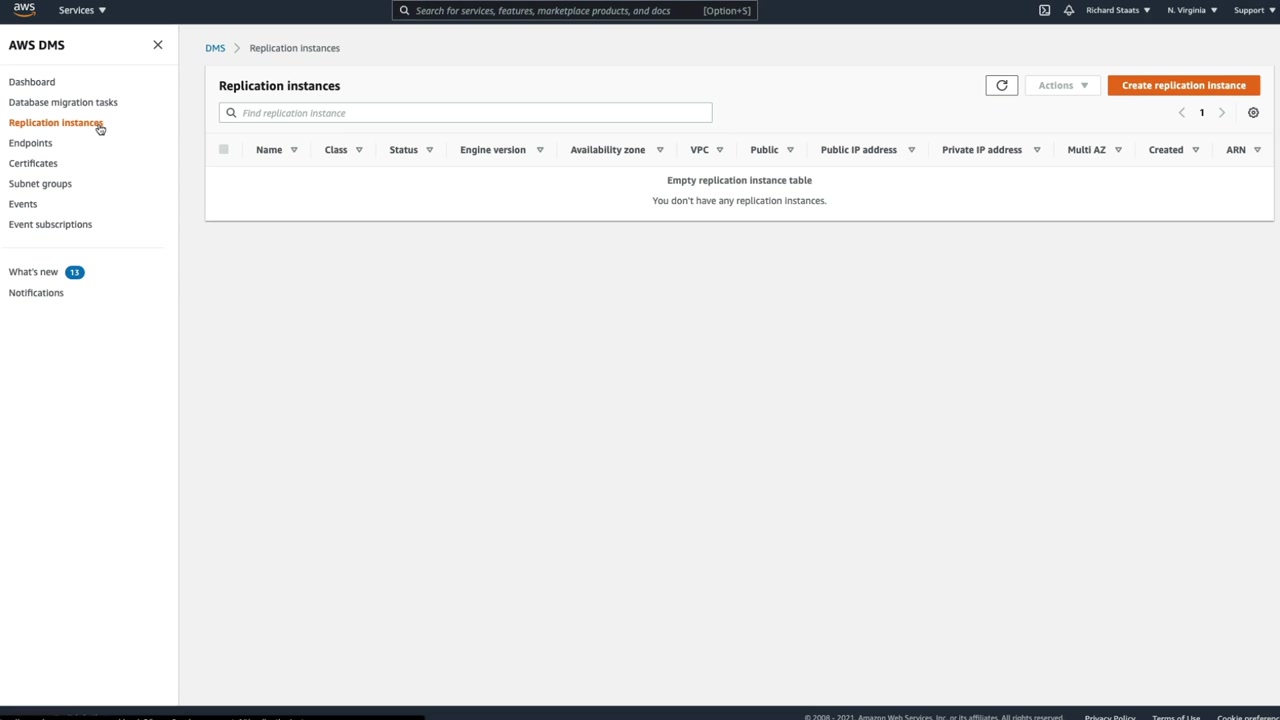 aws Services Search for services, features, marketplace products, and docs [Option+S] Richard Staats N. Virginia Support
AWS DMS
Dashboard
Database migration tasks
Replication instances
Endpoints
Certificates
Subnet groups
Events
Event subscriptions
What's new 13
Notifications
DMS Replication instances
Replication instances
Actions Create replication instance
Find replication instance
1
Name Class Status Engine version Availability zone VPC Public Public IP address Private IP address Multi AZ Created ARN
Empty replication instance table
You don't have any replication instances.
© 2008 - 2021, Amazon Web Services, Inc. or its affiliates. All rights reserved. Privacy Policy Terms of Use Cookie preferenc